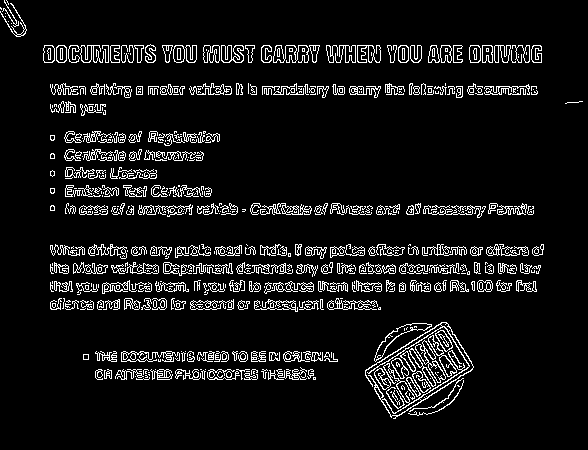 DOCUMENTS YOU MUST CARRY WHEN YOU ARE DRIVING
When driving a motor vehicle it is mandatory to carry the following documents
with you;
Certificate of Registration
Certificate of Insurance
Drivers Licence
Emission Test Certificate
In case of a transport vehicle - Certificate of Fitness and all necessary Permits
When driving on any public road in India, if any police officer in uniform or officers of
the Motor vehicles Department demands any of the above documents, it is the law
that you produce them. If you fail to produce them there is a fine of Rs.100 for first
offence and Rs.300 for second or subsequent offences.
THE DOCUMENTS NEED TO BE IN ORIGINAL
OR ATTESTED PHOTOCOPIES THEREOF.
CERTIFIED
ORIGINAL